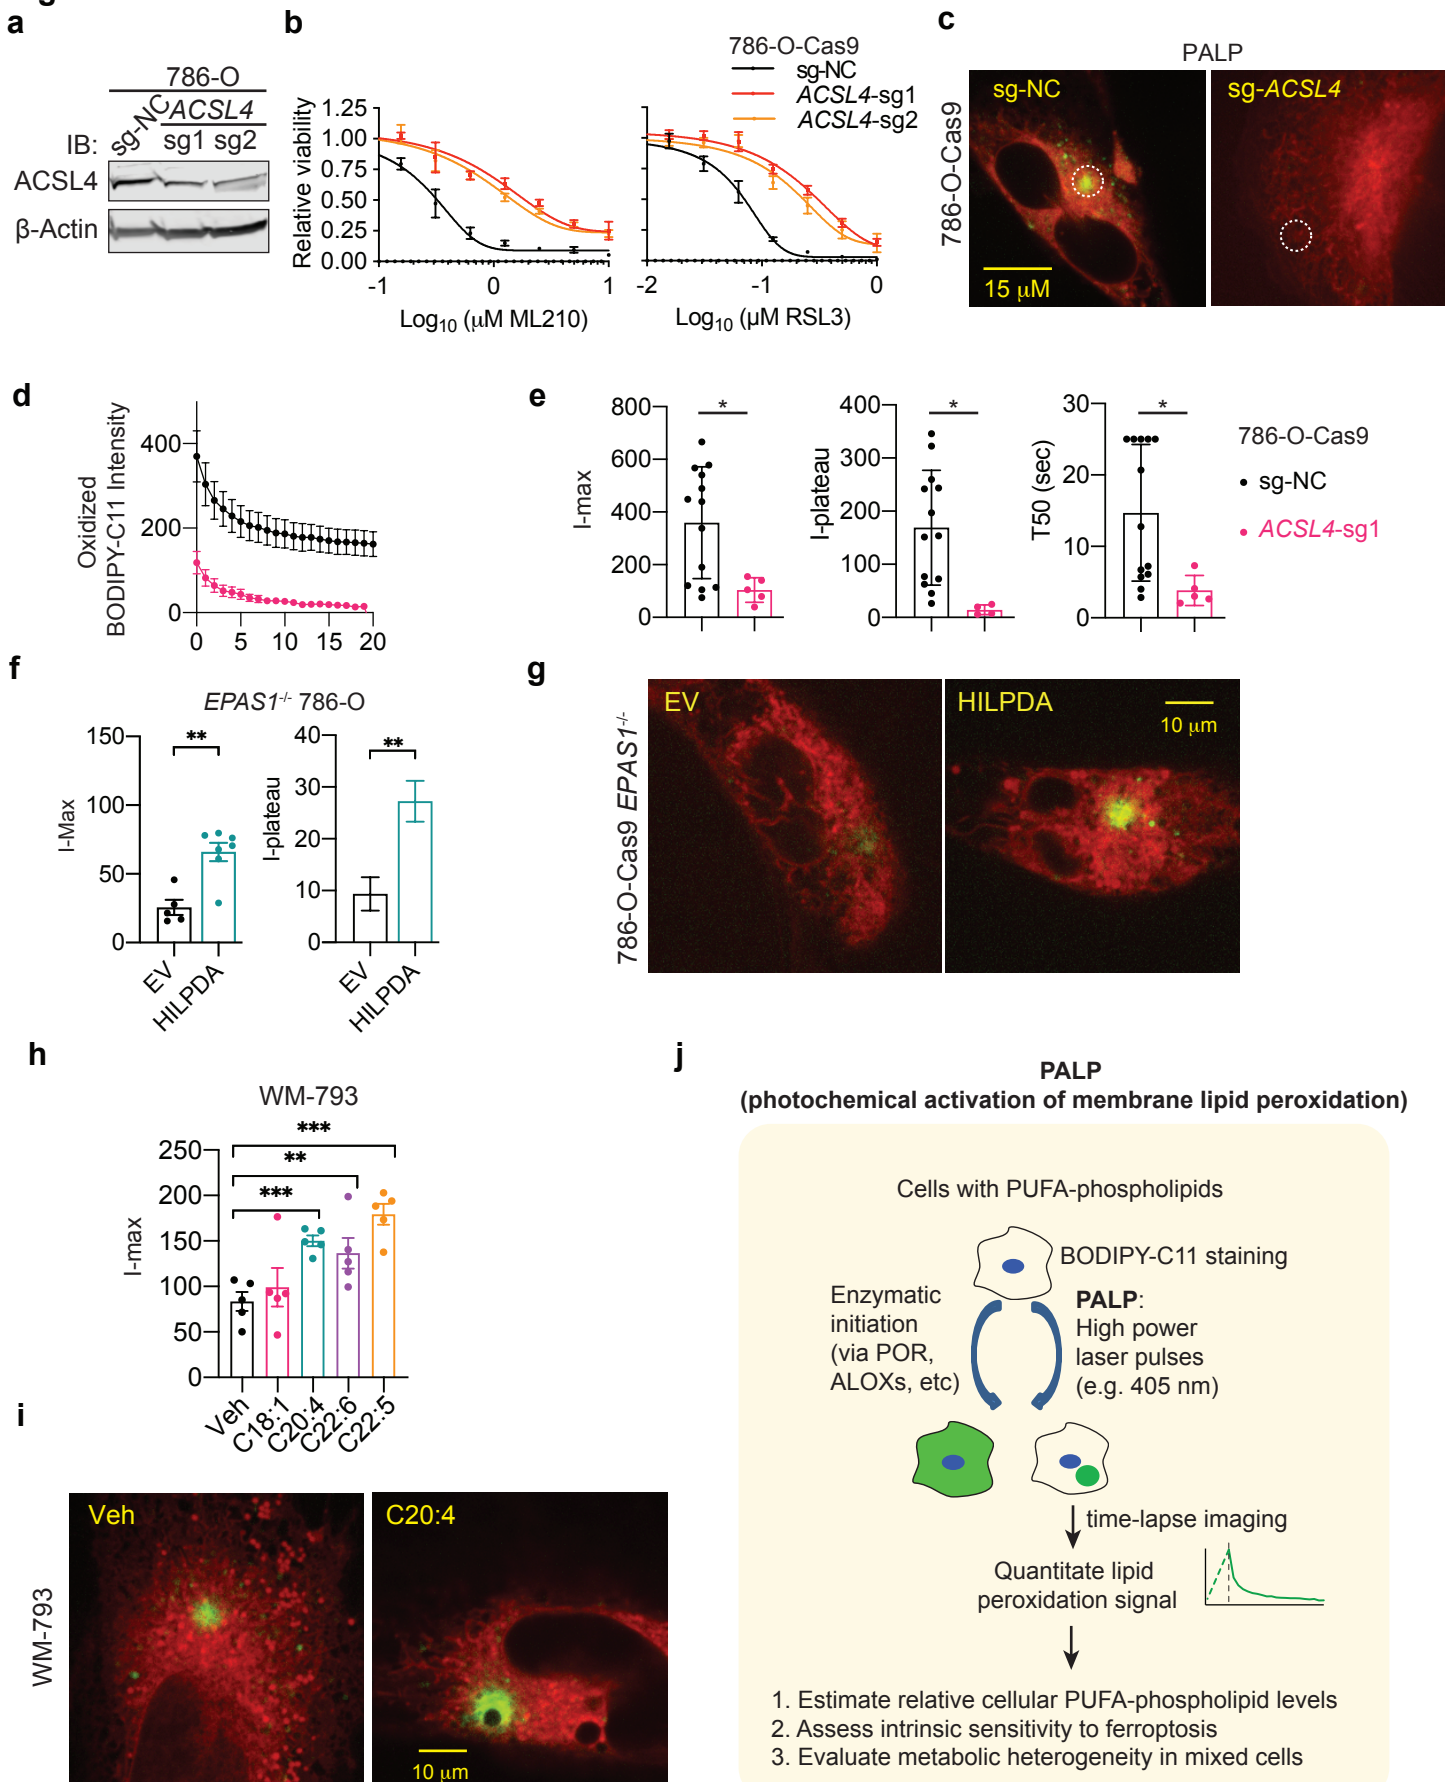 a
786-O
sg-NC
ACSL4
IB:
sg1 sg2
ACSL4
β-Actin
b
786-O-Cas9
sg-NC
ACSL4-sg1
ACSL4-sg2
Relative viability
1.25
1.00
0.75
0.50
0.25
0.00
-1 0 1
Log10 (μM ML210)
-2 -1 0
Log10 (μM RSL3)
c
PALP
786-O-Cas9
sg-NC
15 μM
sg-ACSL4
d
Oxidized
BODIPY-C11 Intensity
400
200
0
0 5 10 15 20
e
I-max
800
600
400
200
0
*
I-plateau
400
300
200
100
0
*
T50 (sec)
30
20
10
0
*
786-O-Cas9
sg-NC
ACSL4-sg1
f
EPAS1-/- 786-O
I-Max
150
100
50
0
**
EV
HILPDA
I-plateau
40
30
20
10
0
**
EV
HILPDA
g
786-O-Cas9 EPAS1-/-
EV
HILPDA
10 μm
h
WM-793
I-max
250
200
150
100
50
0
***
**
***
Veh
C18:1
C20:4
C22:6
C22:5
i
WM-793
Veh
C20:4
10 μm
j
PALP
(photochemical activation of membrane lipid peroxidation)
Cells with PUFA-phospholipids
BODIPY-C11 staining
Enzymatic
initiation
(via POR,
ALOXs, etc)
PALP:
High power
laser pulses
(e.g. 405 nm)
time-lapse imaging
Quantitate lipid
peroxidation signal
1. Estimate relative cellular PUFA-phospholipid levels
2. Assess intrinsic sensitivity to ferroptosis
3. Evaluate metabolic heterogeneity in mixed cells